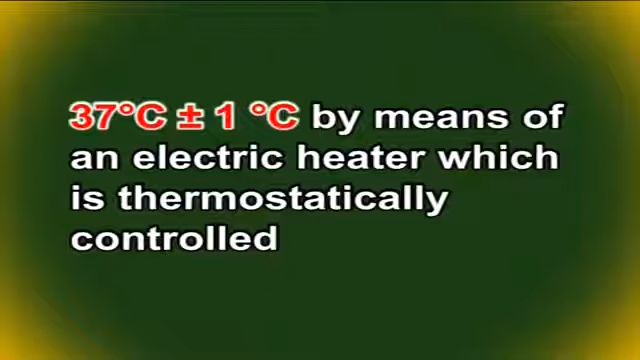 37°C ± 1 °C by means of
an electric heater which
is thermostatically
controlled